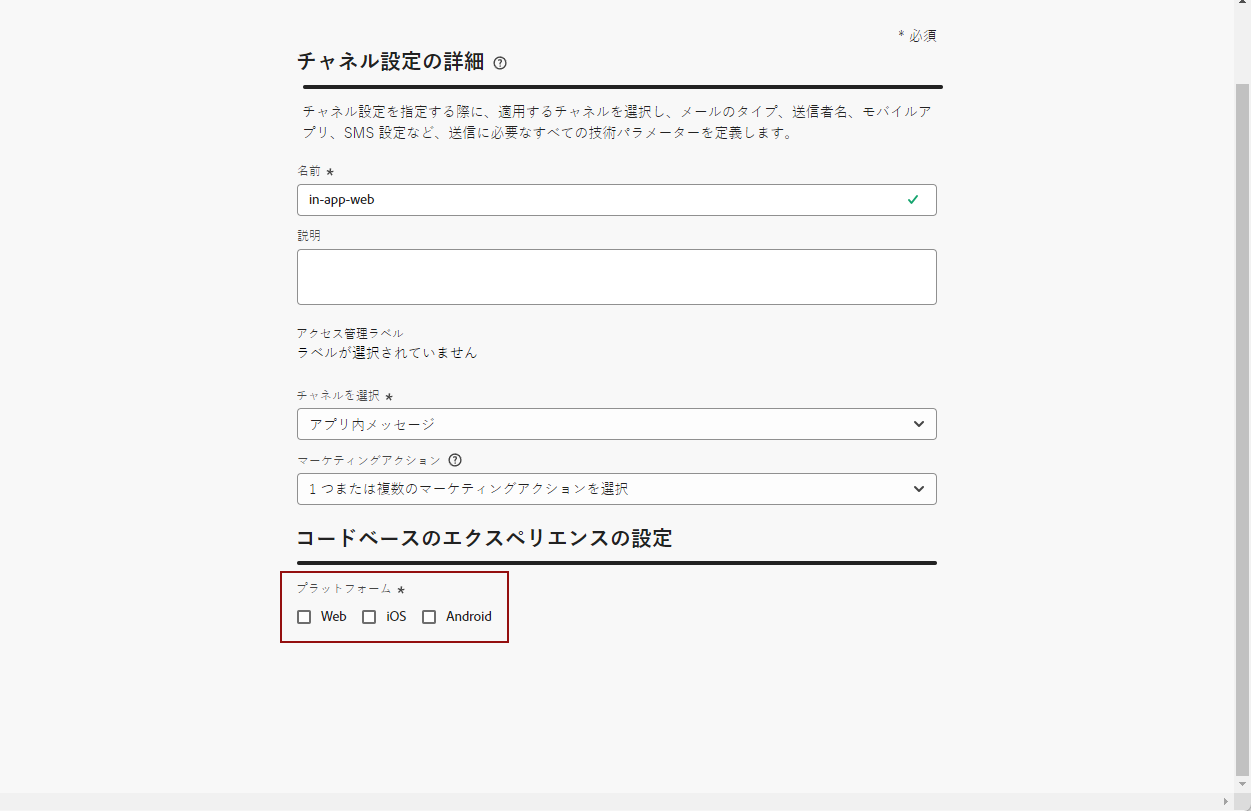 * 必須
チャネル設定の詳細
チャネル設定を指定する際に、適用するチャネルを選択し、メールのタイプ、送信者名、モバイルア
プリ、SMS 設定など、送信に必要なすべての技術パラメーターを定義します。
名前 *
in-app-web
説明
アクセス管理ラベル
ラベルが選択されていません
チャネルを選択 *
アプリ内メッセージ
マーケティングアクション
1 つまたは複数のマーケティングアクションを選択
コードベースのエクスペリエンスの設定
プラットフォーム *
Web iOS Android